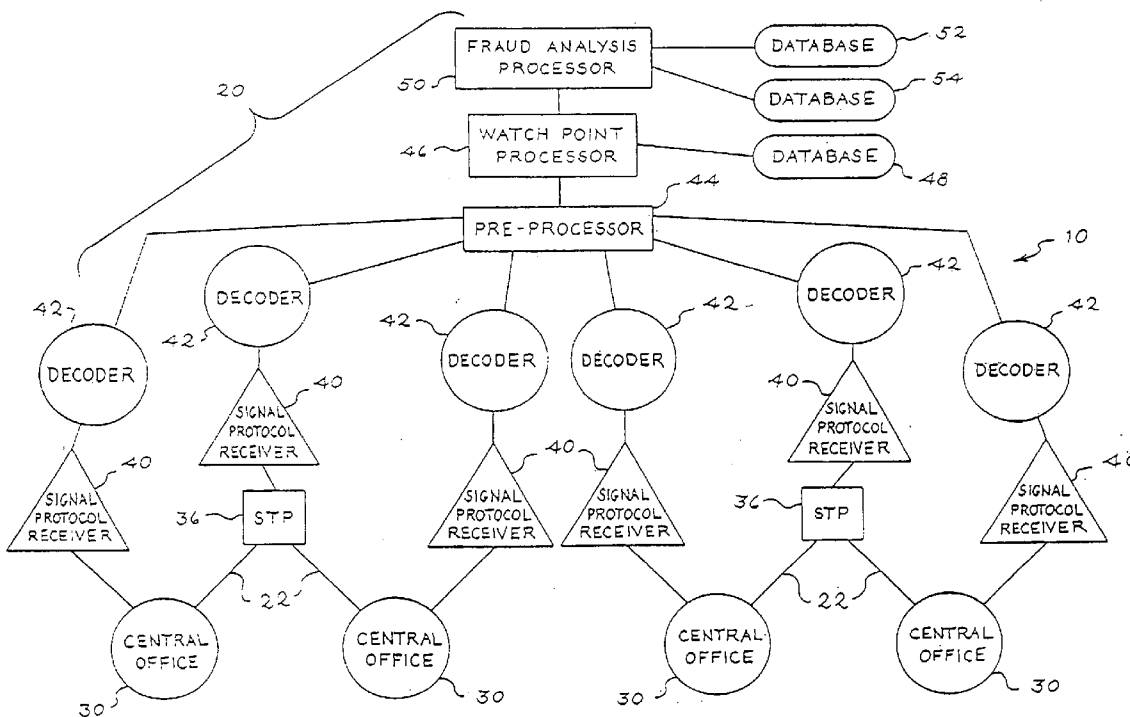 FRAUD ANALYSIS
PROCESSOR
50
DATABASE
52
DATABASE
54
20
WATCH POINT
PROCESSOR
46
DATABASE
48
44
PRE-PROCESSOR
10
DECODER
42
DECODER
42
DECODER
42
DECODER
42
DECODER
42
DECODER
42
SIGNAL
PROTOCOL
RECEIVER
40
SIGNAL
PROTOCOL
RECEIVER
40
SIGNAL
PROTOCOL
RECEIVER
40
SIGNAL
PROTOCOL
RECEIVER
SIGNAL
PROTOCOL
RECEIVER
40
SIGNAL
PROTOCOL
RECEIVER
40
36
STP
36
STP
22
22
CENTRAL
OFFICE
30
CENTRAL
OFFICE
30
CENTRAL
OFFICE
30
CENTRAL
OFFICE
30